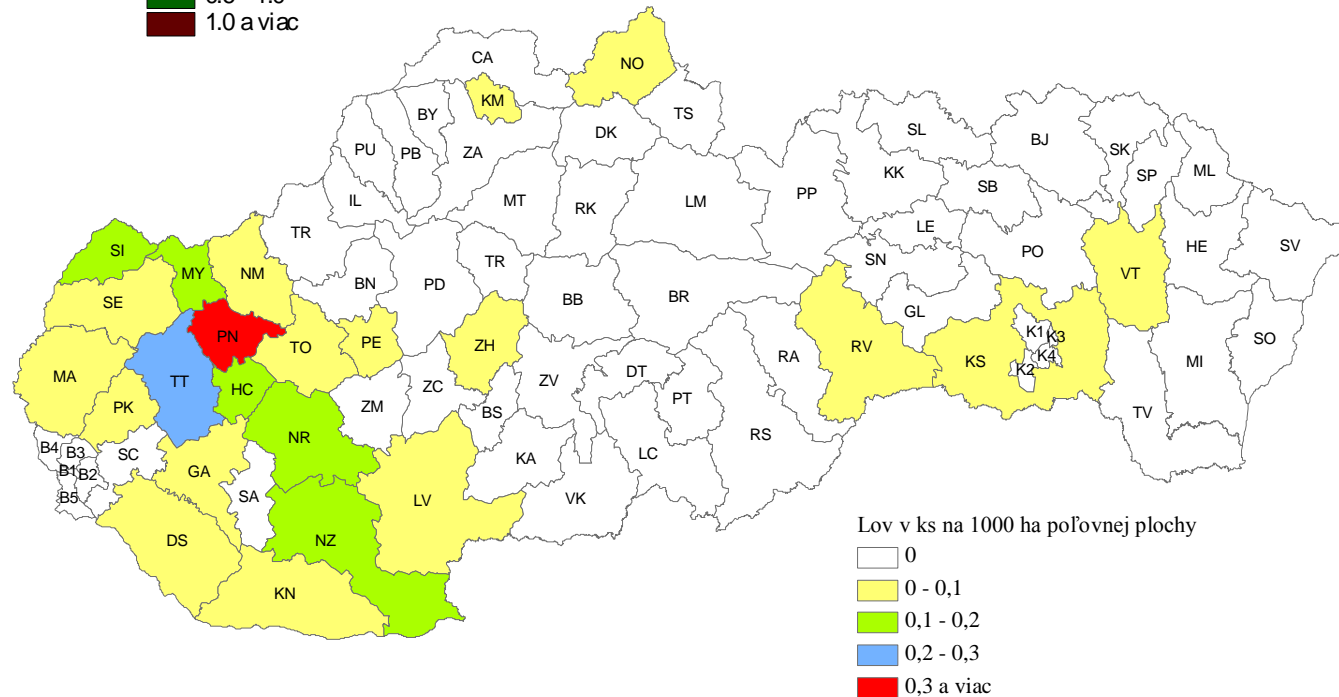 1.0 a viac
CA
NO
KM
BY
TS
DK
SL
BJ
PU
PB
ZA
SK
SP
ML
KK
SB
PP
IL
MT
RK
LM
LE
TR
SI
MY
NM
TR
SN
PO
HE
SV
VT
BN
PD
BB
BR
SE
GL
PN
K1
K3
TO
PE
ZH
RA
RV
KS
K4
K2
SO
MA
TT
HC
ZC
ZV
DT
MI
PK
ZM
BS
PT
TV
NR
RS
B4
B3
SC
KA
LC
B1
B2
GA
SA
LV
B5
VK
DS
NZ
KN
Lov v ks na 1000 ha poľovnej plochy
0
0 - 0,1
0,1 - 0,2
0,2 - 0,3
0,3 a viac